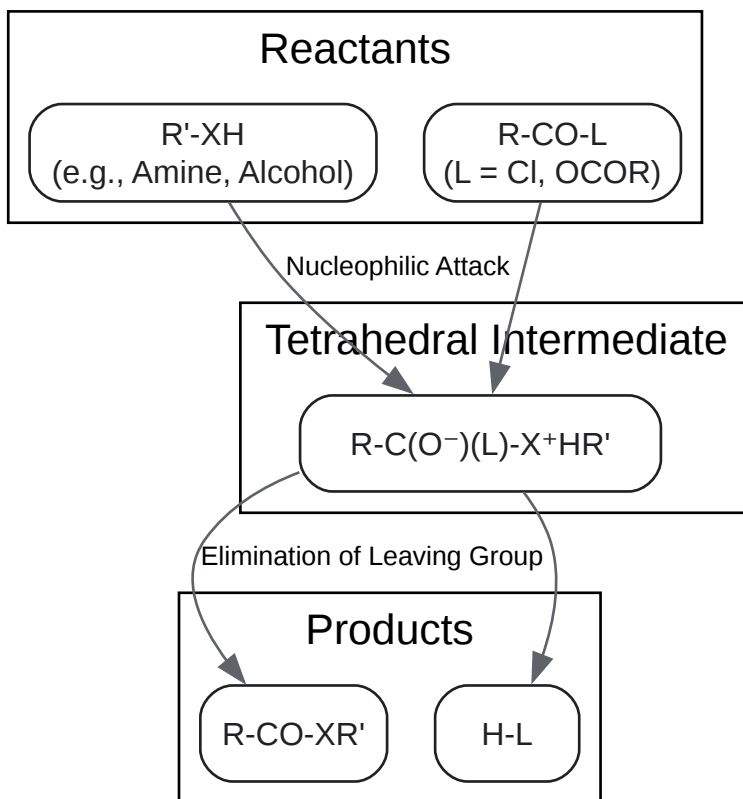 Reactants
R'-XH
(e.g., Amine, Alcohol)
R-CO-L
(L = Cl, OCOR)
Nucleophilic Attack
Tetrahedral Intermediate
R-C(O⁻)(L)-X⁺HR'
Elimination of Leaving Group
Products
R-CO-XR'
H-L